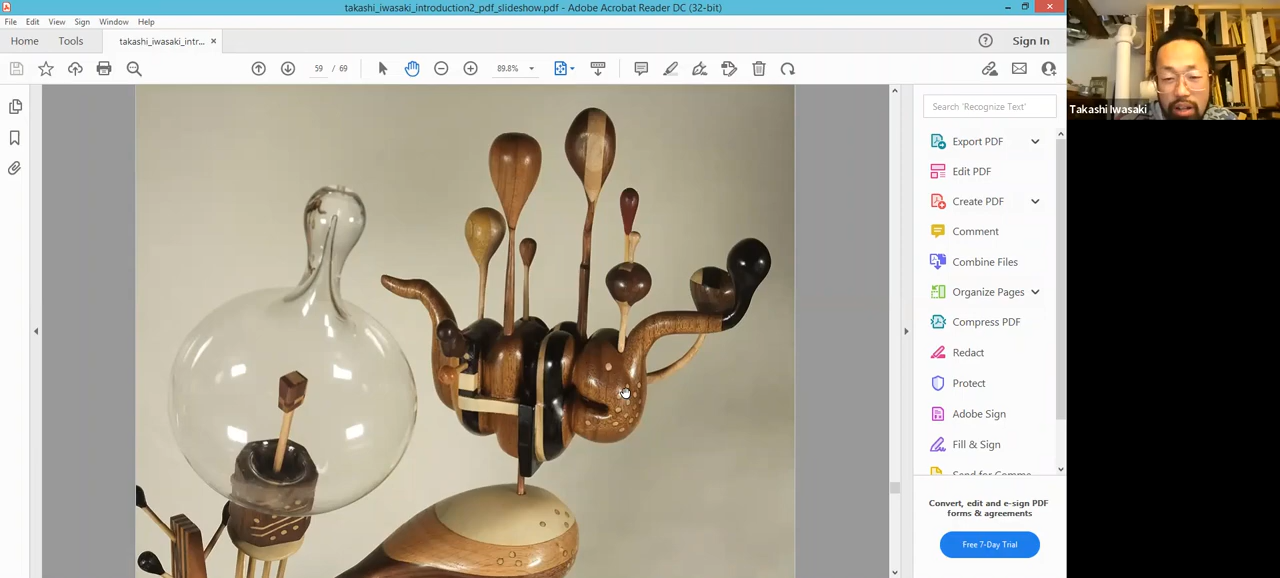 takashi_iwasaki_introduction2_pdf_slideshow.pdf - Adobe Acrobat Reader DC (32-bit)
File Edit View Sign Window Help
Home Tools takashi_iwasaki_intr... × Sign In
59 / 69 89.8%
Takashi Iwasaki
Search 'Recognize Text'
Export PDF
Edit PDF
Create PDF
Comment
Combine Files
Organize Pages
Compress PDF
Redact
Protect
Adobe Sign
Fill & Sign
Send for Comme
Convert, edit and e-sign PDF
forms & agreements
Free 7-Day Trial